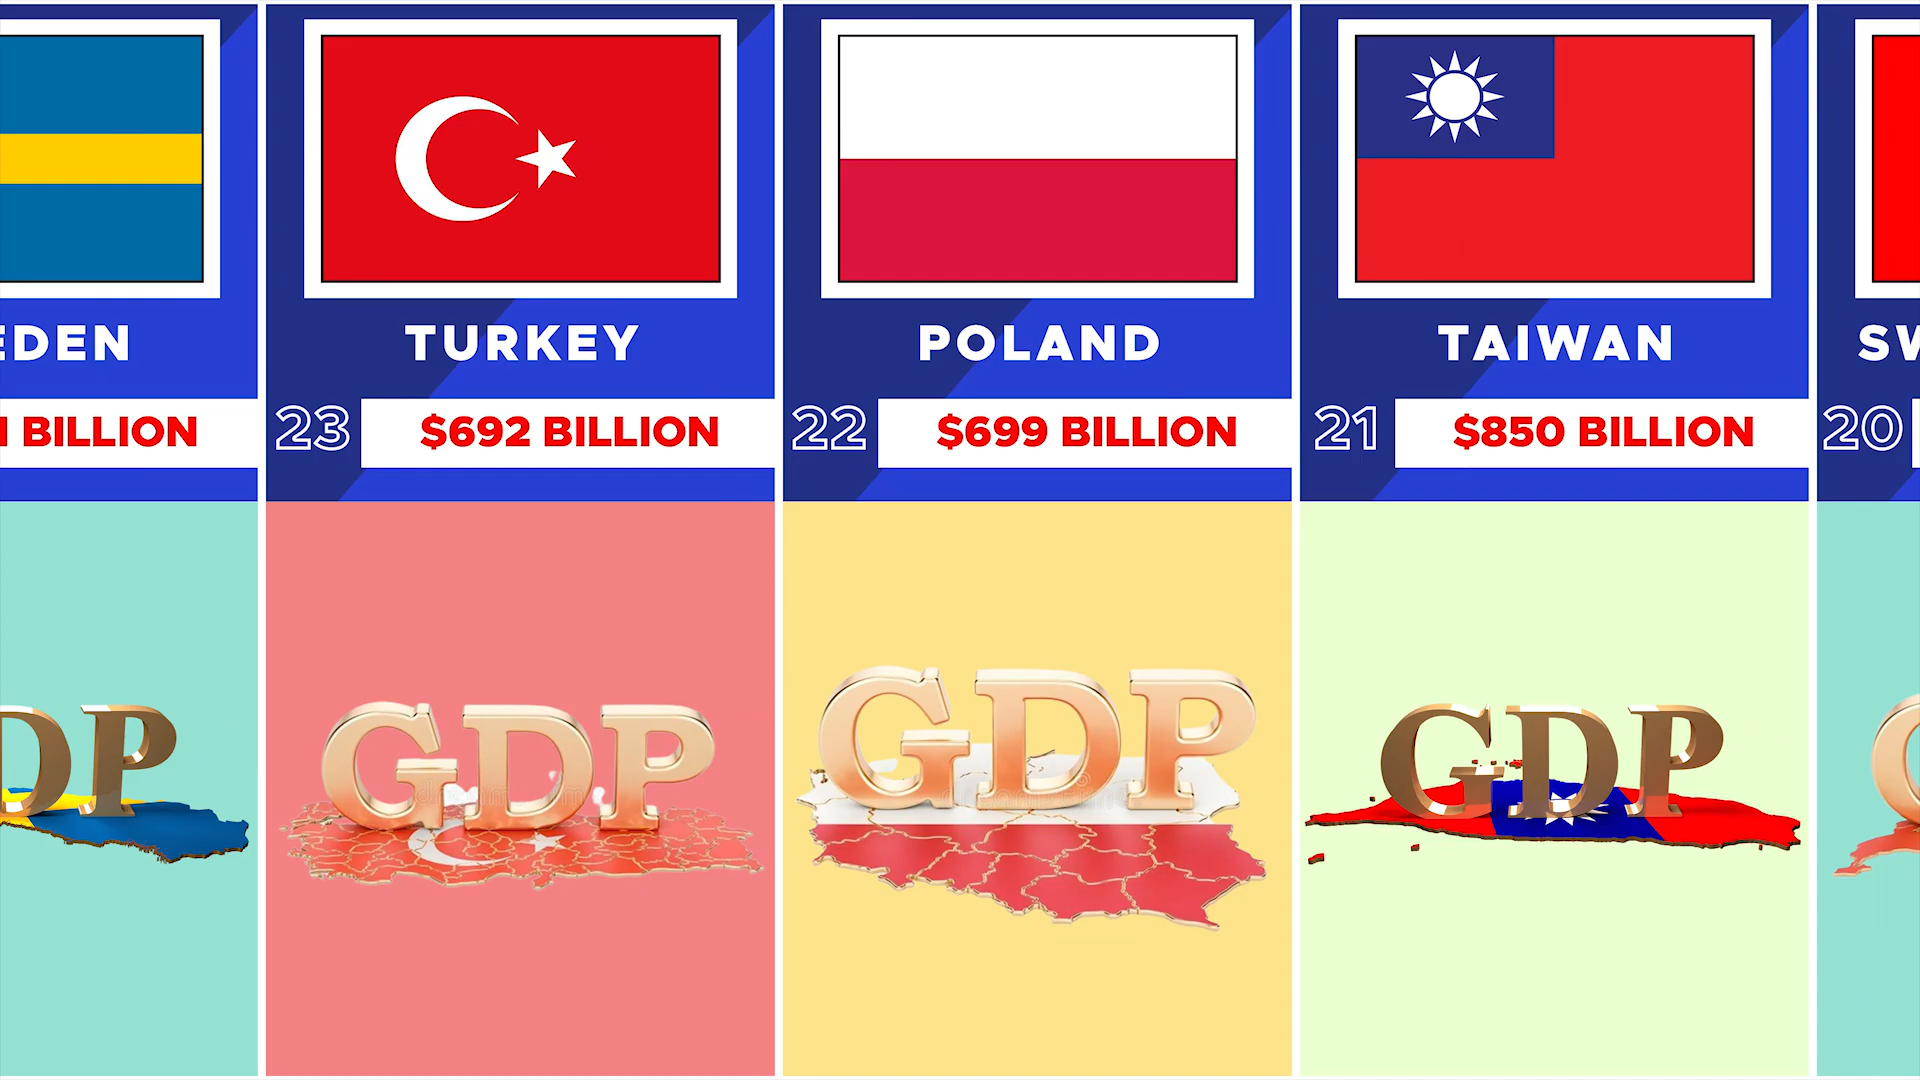 EDEN
BILLION
GDP
TURKEY
23
$692 BILLION
GDP
POLAND
22
$699 BILLION
GDP
TAIWAN
21
$850 BILLION
GDP
SW
20